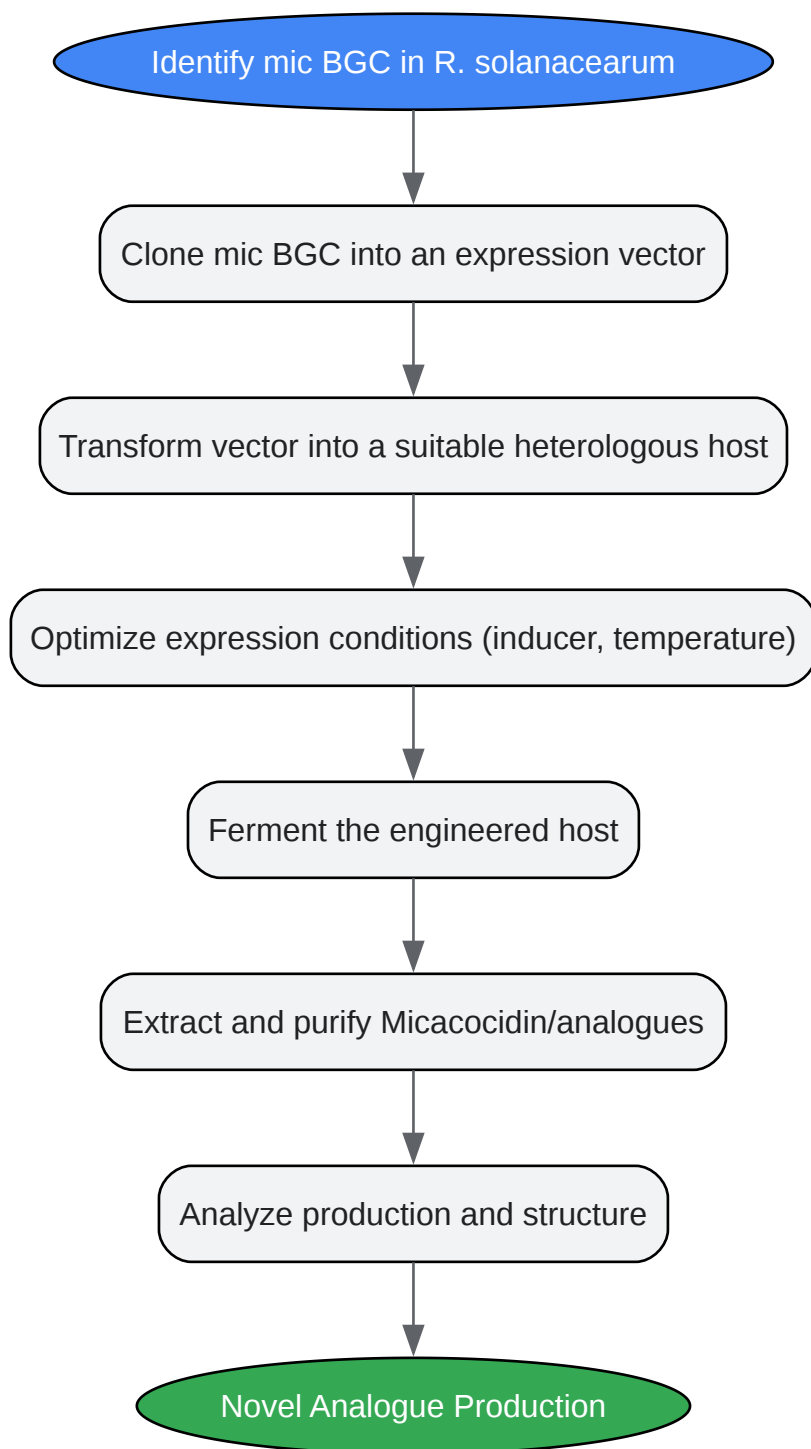 Identify mic BGC in R. solanacearum
Clone mic BGC into an expression vector
Transform vector into a suitable heterologous host
Optimize expression conditions (inducer, temperature)
Ferment the engineered host
Extract and purify Micacocidin/analogues
Analyze production and structure
Novel Analogue Production